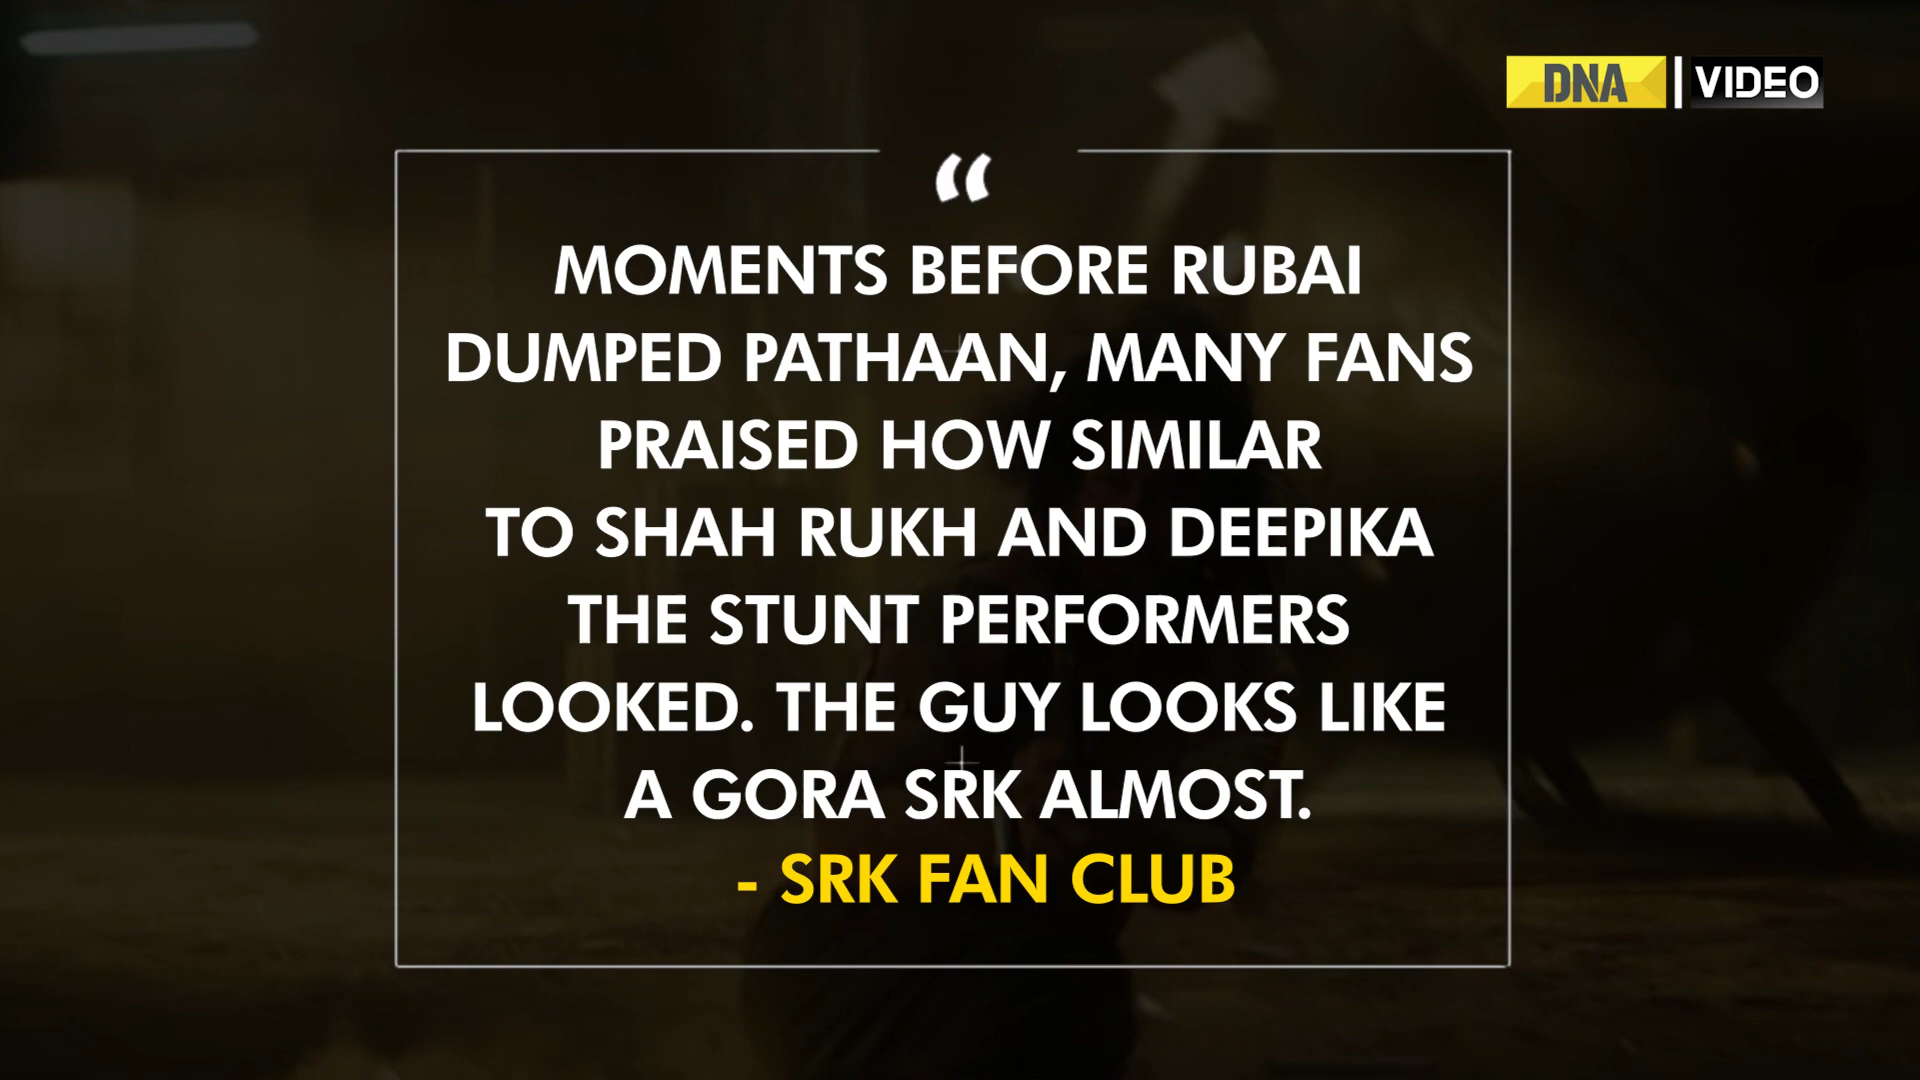 DNA | VIDEO
“
MOMENTS BEFORE RUBAI
DUMPED PATHAAN, MANY FANS
PRAISED HOW SIMILAR
TO SHAH RUKH AND DEEPIKA
THE STUNT PERFORMERS
LOOKED. THE GUY LOOKS LIKE
A GORA SRK ALMOST.
- SRK FAN CLUB